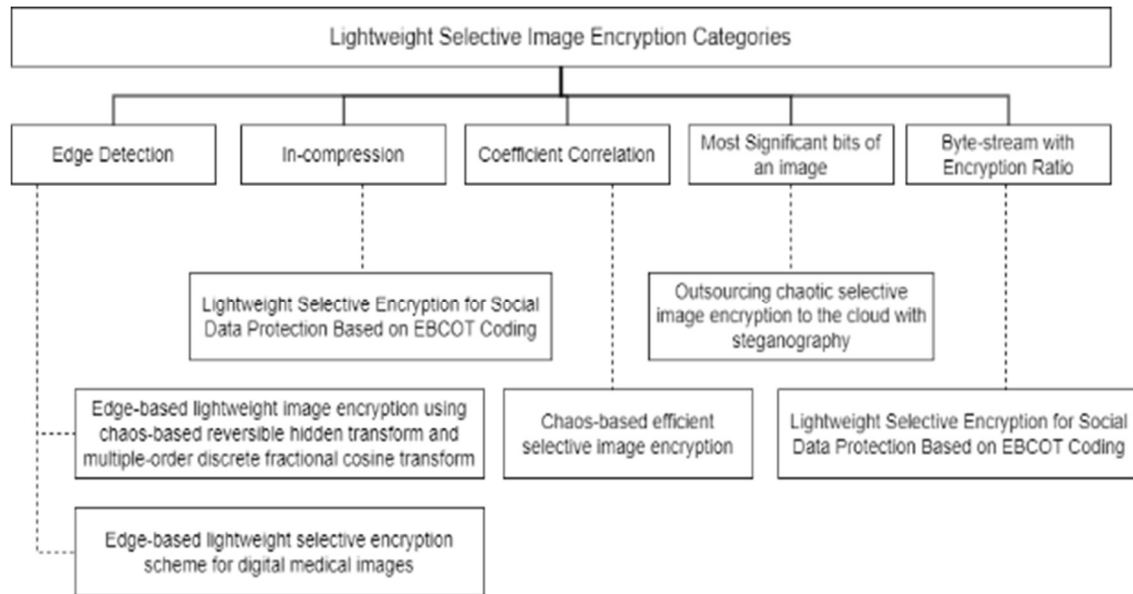 Lightweight Selective Image Encryption Categories
Edge Detection
In-compression
Coefficient Correlation
Most Significant bits of
an image
Byte-stream with
Encryption Ratio
Lightweight Selective Encryption for Social
Data Protection Based on EBCOT Coding
Outsourcing chaotic selective
image encryption to the cloud with
steganography
Edge-based lightweight image encryption using
chaos-based reversible hidden transform and
multiple-order discrete fractional cosine transform
Chaos-based efficient
selective image encryption
Lightweight Selective Encryption for Social
Data Protection Based on EBCOT Coding
Edge-based lightweight selective encryption
scheme for digital medical images